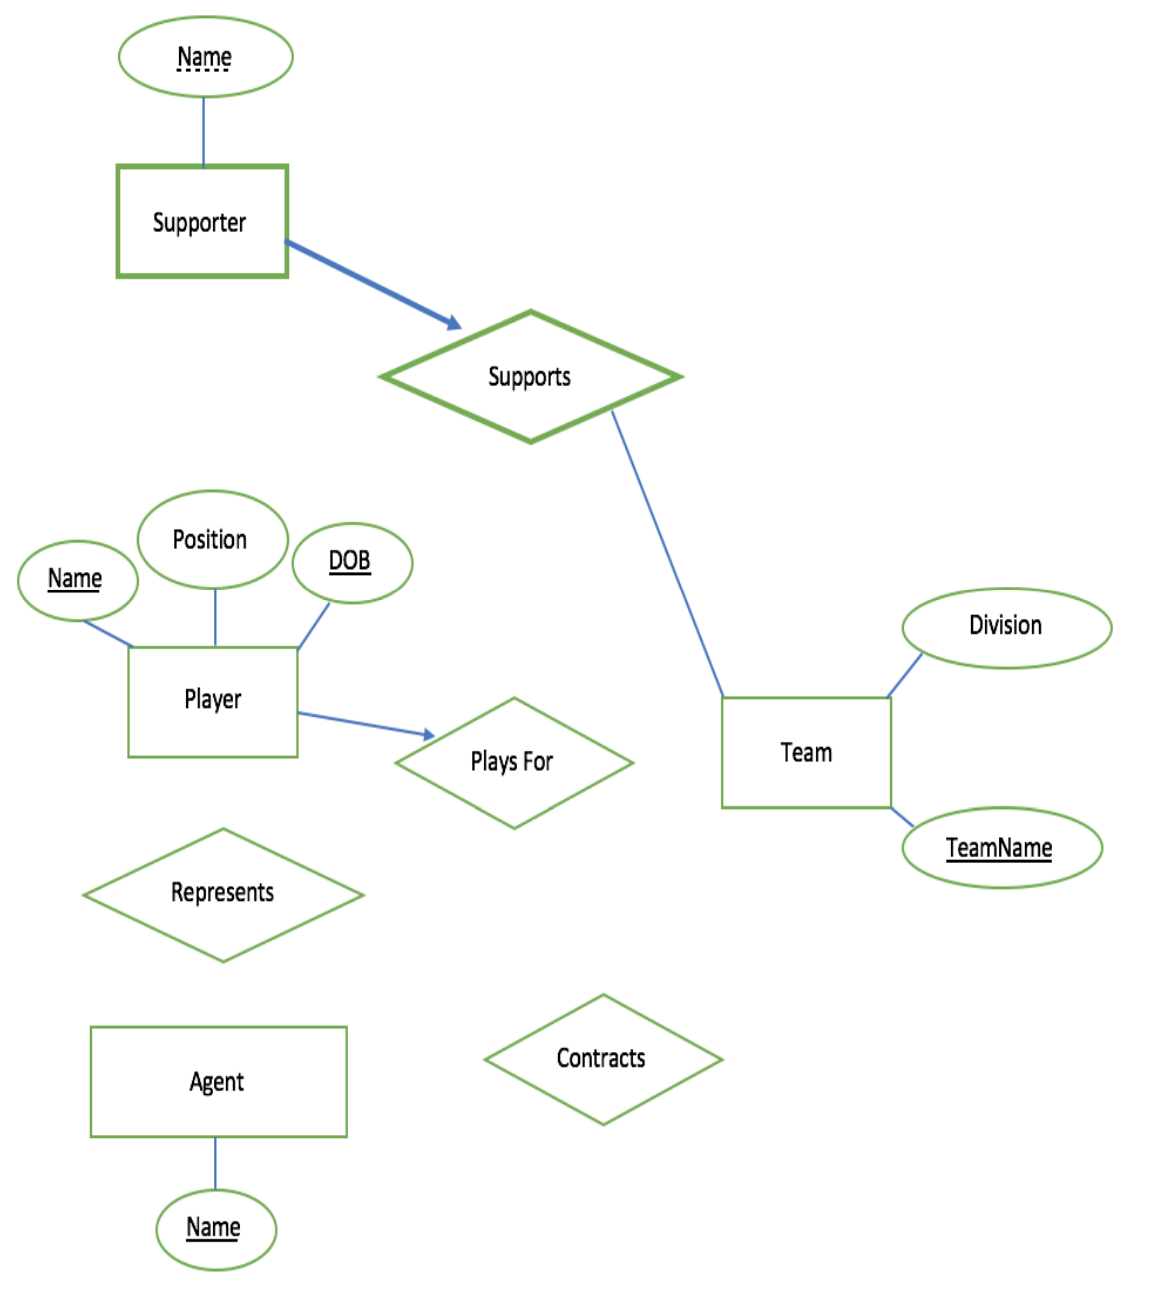 Name
Supporter
Supports
Position
DOB
Name
Division
Player
Team
Plays For
TeamName
Represents
Contracts
Agent
Name